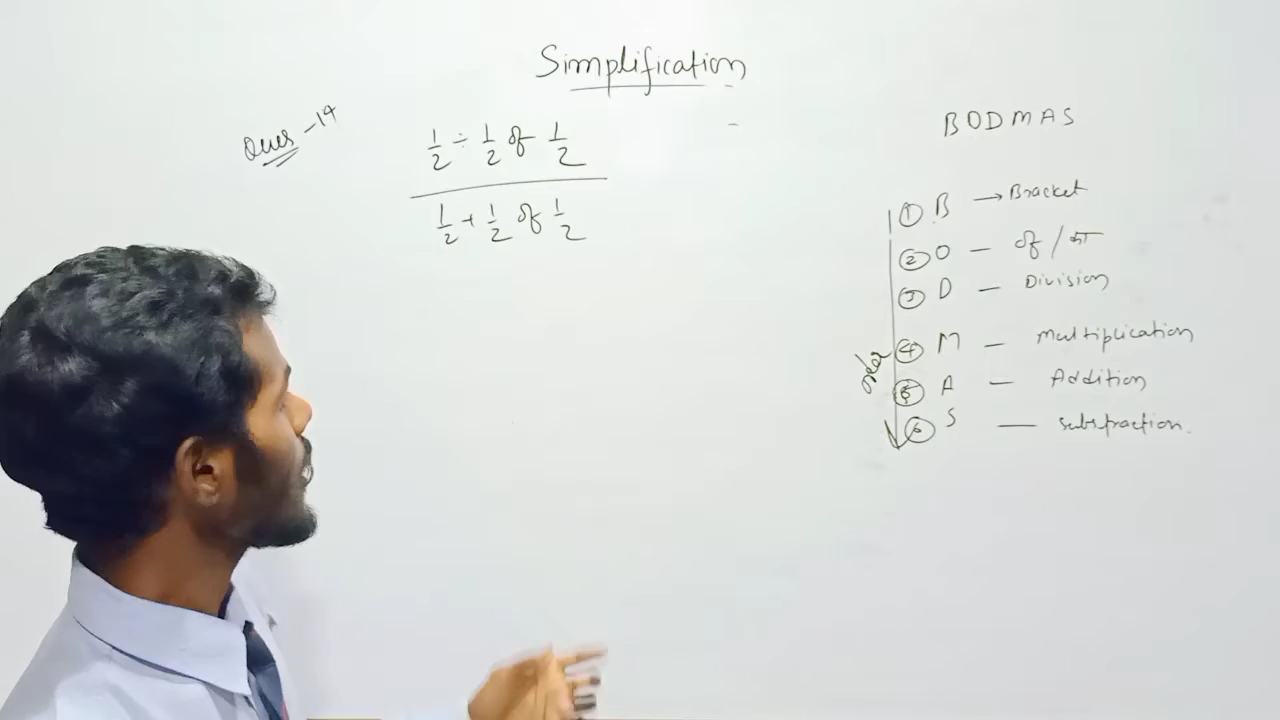 Simplification
Ques - 14
1/2 ÷ 1/2 of 1/2
1/2 + 1/2 of 1/2
BODMAS
① B → Bracket
② O — of / का
③ D — Division
④ M — Multiplication
⑤ A — Addition
⑥ S — Substraction.
order